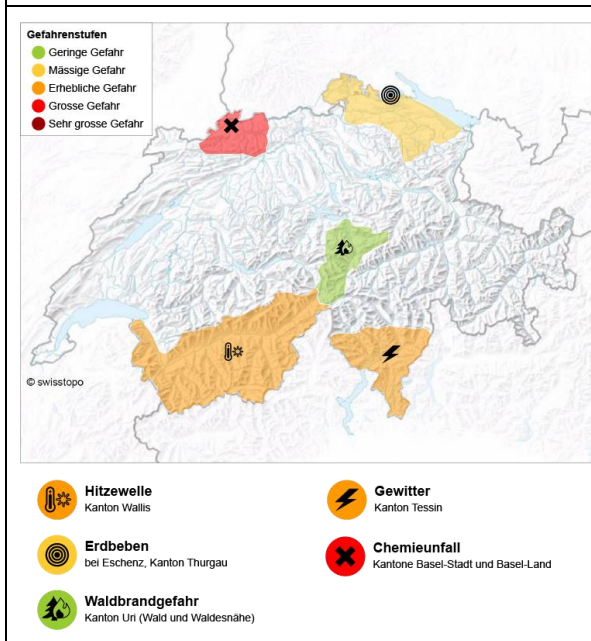 Gefahrenstufen
Geringe Gefahr
Mässige Gefahr
Erhebliche Gefahr
Grosse Gefahr
Sehr grosse Gefahr
© swisstopo
Hitzewelle
Kanton Wallis
Gewitter
Kanton Tessin
Erdbeben
bei Eschenz, Kanton Thurgau
Chemieunfall
Kantone Basel-Stadt und Basel-Land
Waldbrandgefahr
Kanton Uri (Wald und Waldesnähe)